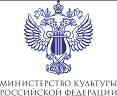 МИНИСТЕРСТВО КУЛЬТУРЫ
РОССИЙСКОЙ ФЕДЕРАЦИИ